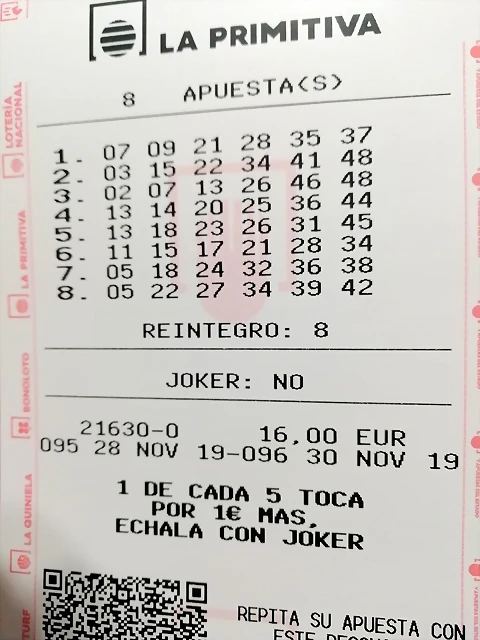 LA PRIMITIVA
8 APUESTA(S)
1. 07 09 21 28 35 37
2. 03 15 22 34 41 48
3. 02 07 13 26 46 48
4. 13 14 20 25 36 44
5. 13 18 23 26 31 45
6. 11 15 17 21 28 34
7. 05 18 24 32 36 38
8. 05 22 27 34 39 42
REINTEGRO: 8
JOKER: NO
21630-0 16,00 EUR
095 28 NOV 19-096 30 NOV 19
1 DE CADA 5 TOCA
POR 1€ MAS,
ECHALA CON JOKER
REPITA SU APUESTA CON
ESTE
LOTERÍA
NACIONAL
LA PRIMITIVA
BONOLOTO
LA QUINIELA